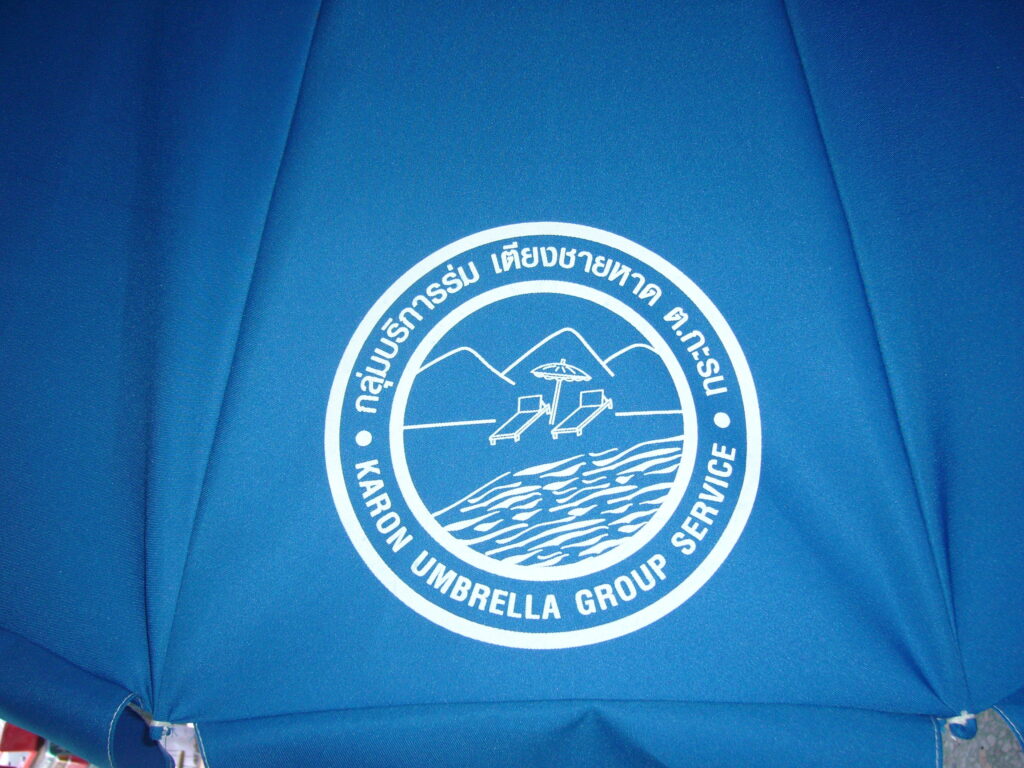 กลุ่มบริการร่ม เตียงชายหาด ต.กะรน
KARON UMBRELLA GROUP SERVICE